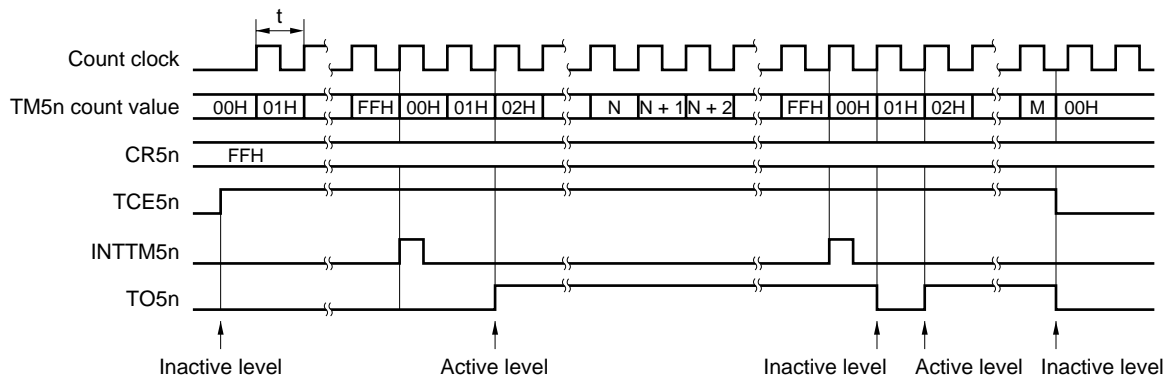 t
Count clock
TM5n count value 00H 01H FFH 00H 01H 02H N N + 1 N + 2 FFH 00H 01H 02H M 00H
CR5n FFH
TCE5n
INTTM5n
TO5n
Inactive level Active level Inactive level Active level Inactive level